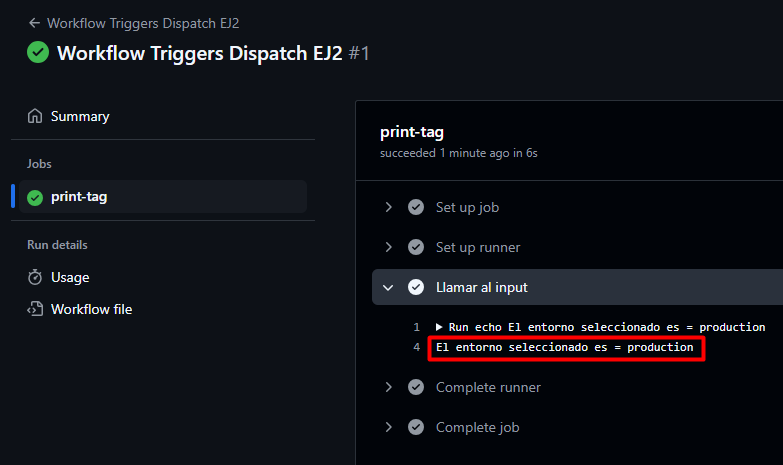 Workflow Triggers Dispatch EJ2
Workflow Triggers Dispatch EJ2 #1
Summary
Jobs
print-tag
Run details
Usage
Workflow file
print-tag
succeeded 1 minute ago in 6s
Set up job
Set up runner
Llamar al input
1 Run echo El entorno seleccionado es = production
4 El entorno seleccionado es = production
Complete runner
Complete job